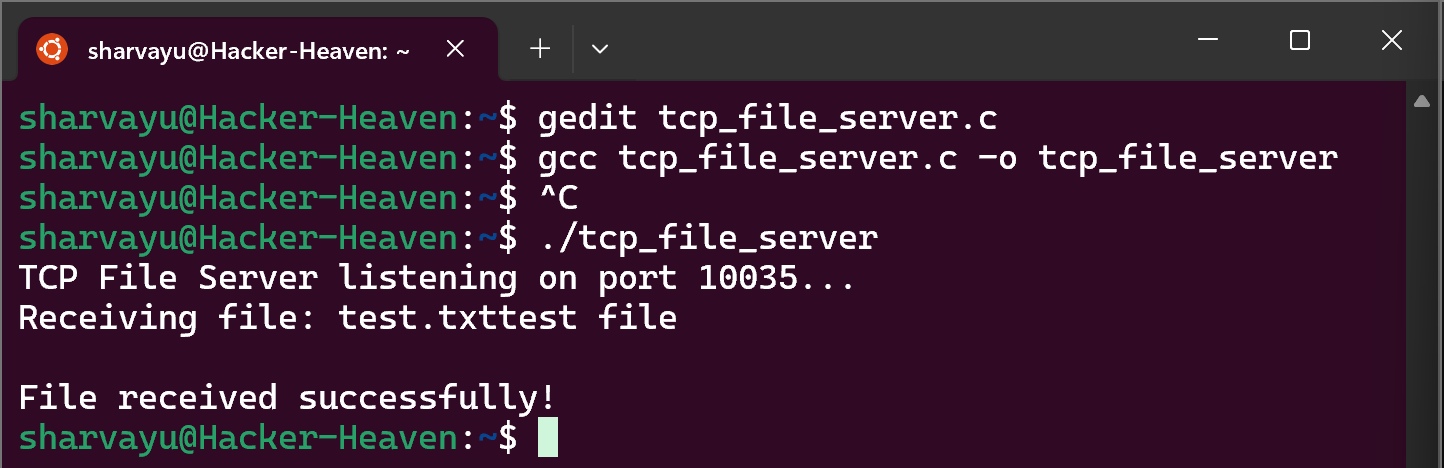 sharvayu@Hacker-Heaven: ~
sharvayu@Hacker-Heaven:~$ gedit tcp_file_server.c
sharvayu@Hacker-Heaven:~$ gcc tcp_file_server.c -o tcp_file_server
sharvayu@Hacker-Heaven:~$ ^C
sharvayu@Hacker-Heaven:~$ ./tcp_file_server
TCP File Server listening on port 10035...
Receiving file: test.txttest file
File received successfully!
sharvayu@Hacker-Heaven:~$